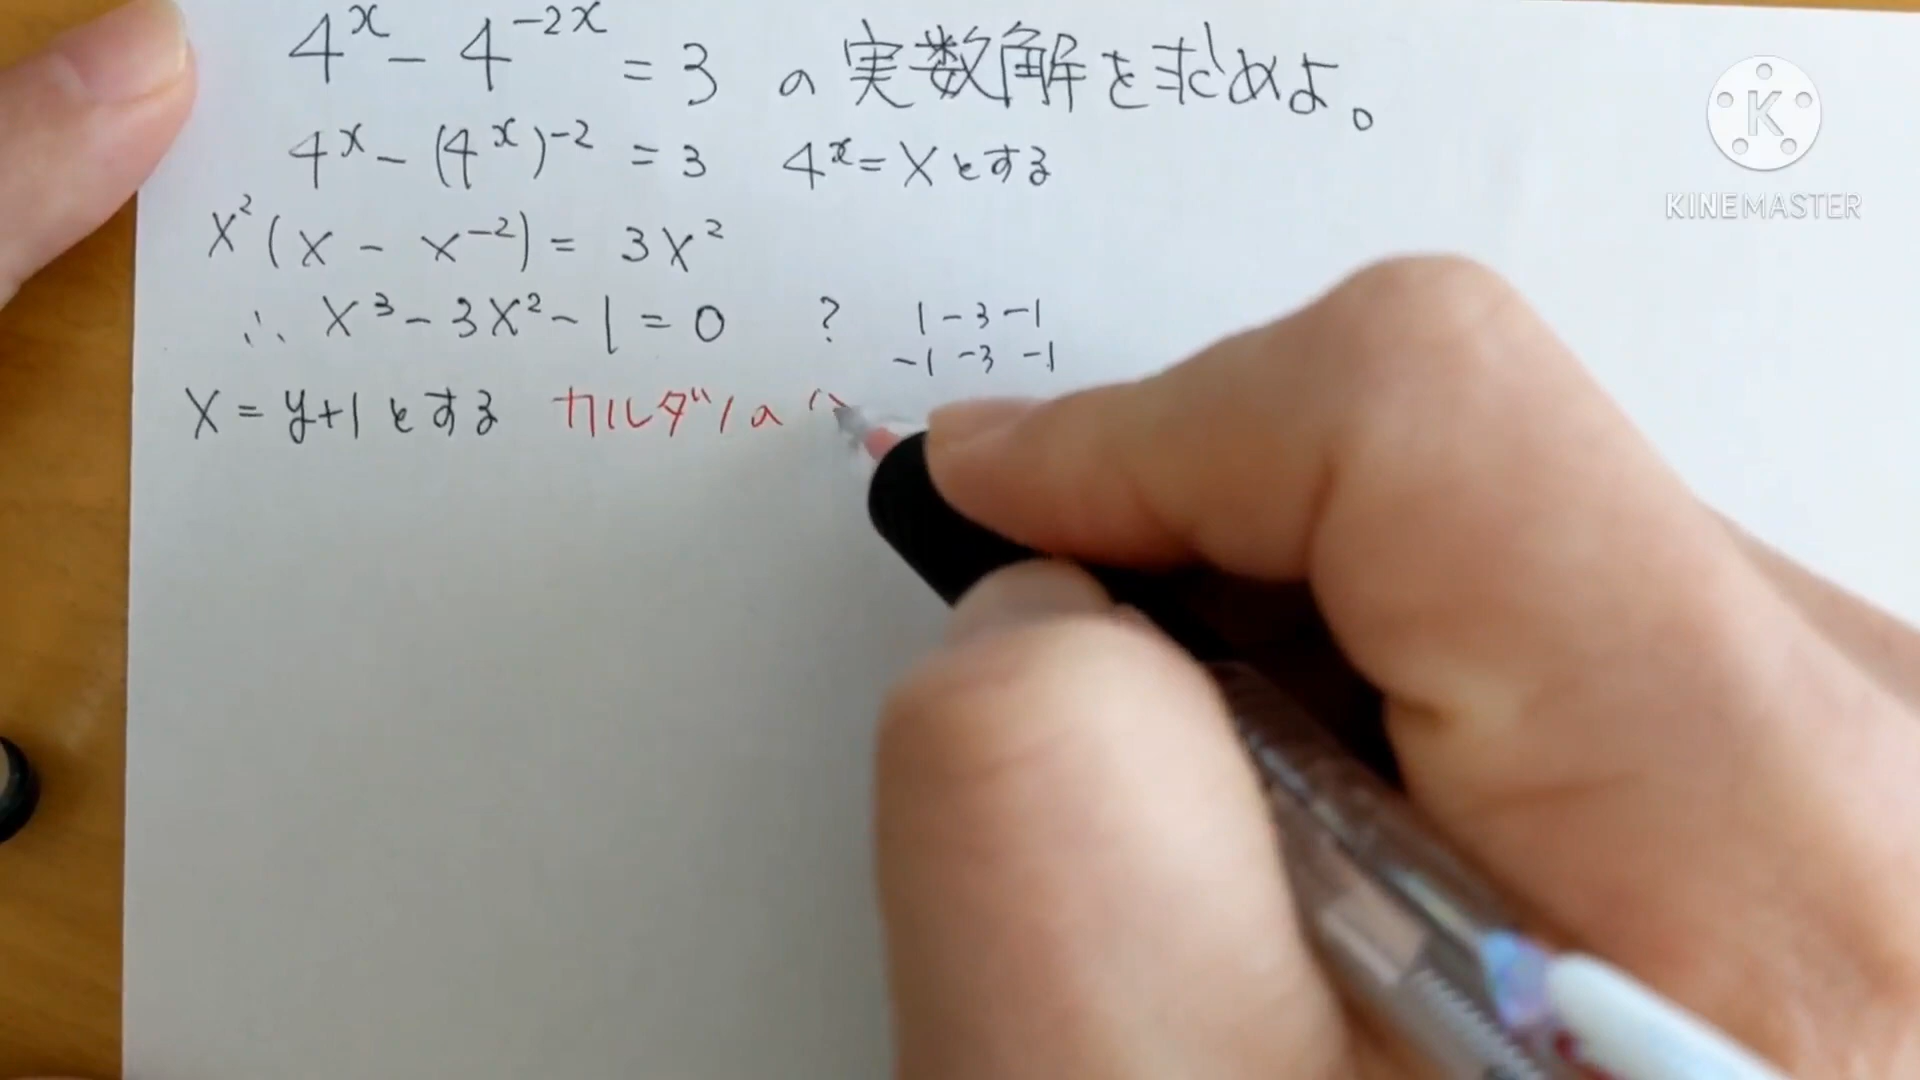 4^x - 4^{-2x} = 3 の実数解を求めよ。
4^x - (4^x)^{-2} = 3 4^x = X とする
X^2 (X - X^{-2}) = 3X^2
∴ X^3 - 3X^2 - 1 = 0 ? 1 - 3 - 1
-1 -3 -1
X = y+1 とする カルダノの
K
KINEMASTER